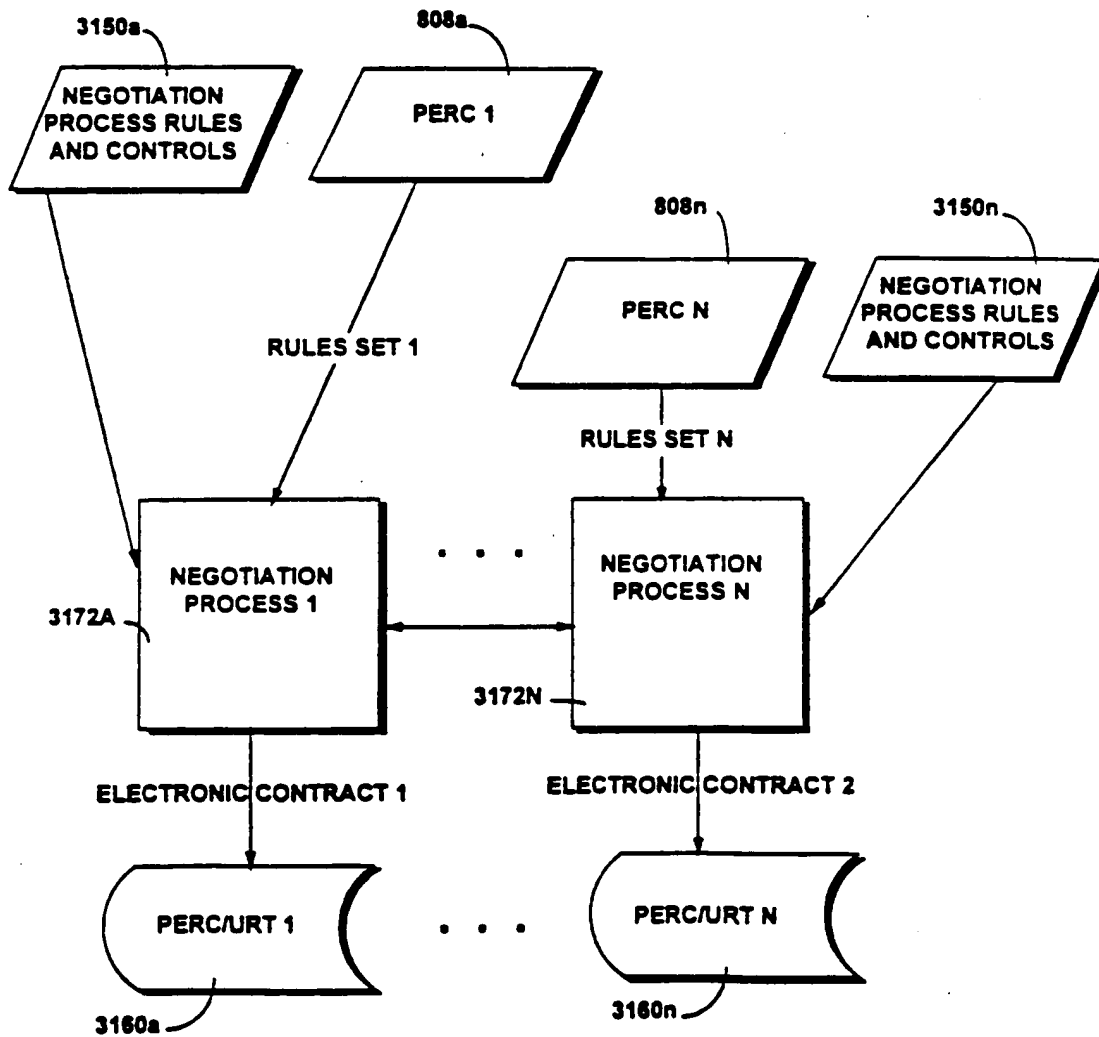 3150a
808a
NEGOTIATION
PROCESS RULES
AND CONTROLS
PERC 1
808n
3150n
PERC N
NEGOTIATION
PROCESS RULES
AND CONTROLS
RULES SET 1
RULES SET N
NEGOTIATION
PROCESS 1
. . .
NEGOTIATION
PROCESS N
3172A
3172N
ELECTRONIC CONTRACT 1
ELECTRONIC CONTRACT 2
PERC/URT 1
. . .
PERC/URT N
3160a
3160n